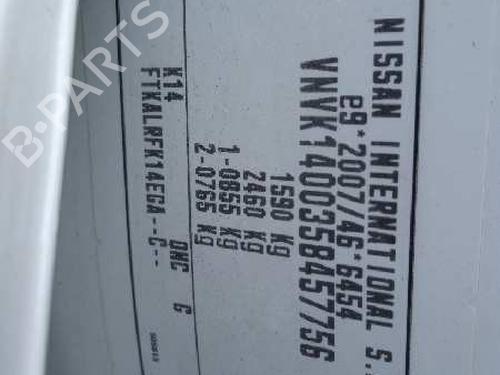 NISSAN INTERNATIONAL S.
e9*2007/46*6454
VNVK1400358457756
1590 Kg
2460 Kg
1-0855 Kg
2-0765 Kg
K14 QNC G
FTKALRFK14EGA--C--
B-PARTS